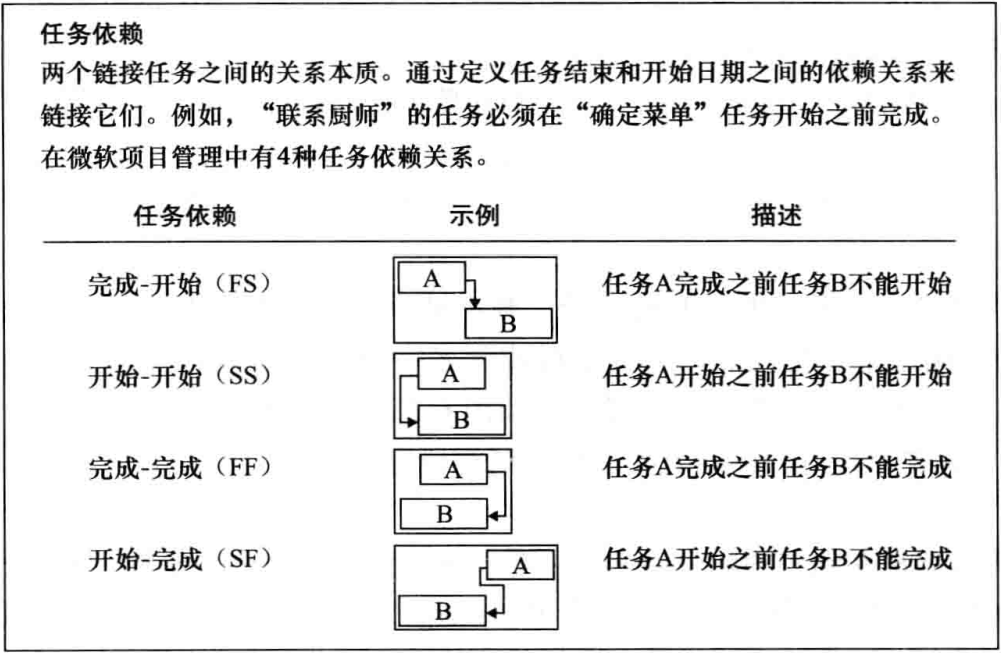 任务依赖
两个链接任务之间的关系本质。通过定义任务结束和开始日期之间的依赖关系来
链接它们。例如，“联系厨师”的任务必须在“确定菜单”任务开始之前完成。
在微软项目管理中有4种任务依赖关系。
任务依赖 示例 描述
完成-开始（FS） A 任务A完成之前任务B不能开始
B
开始-开始（SS） A 任务A开始之前任务B不能开始
B
完成-完成（FF） A 任务A完成之前任务B不能完成
B
开始-完成（SF） A 任务A开始之前任务B不能完成
B